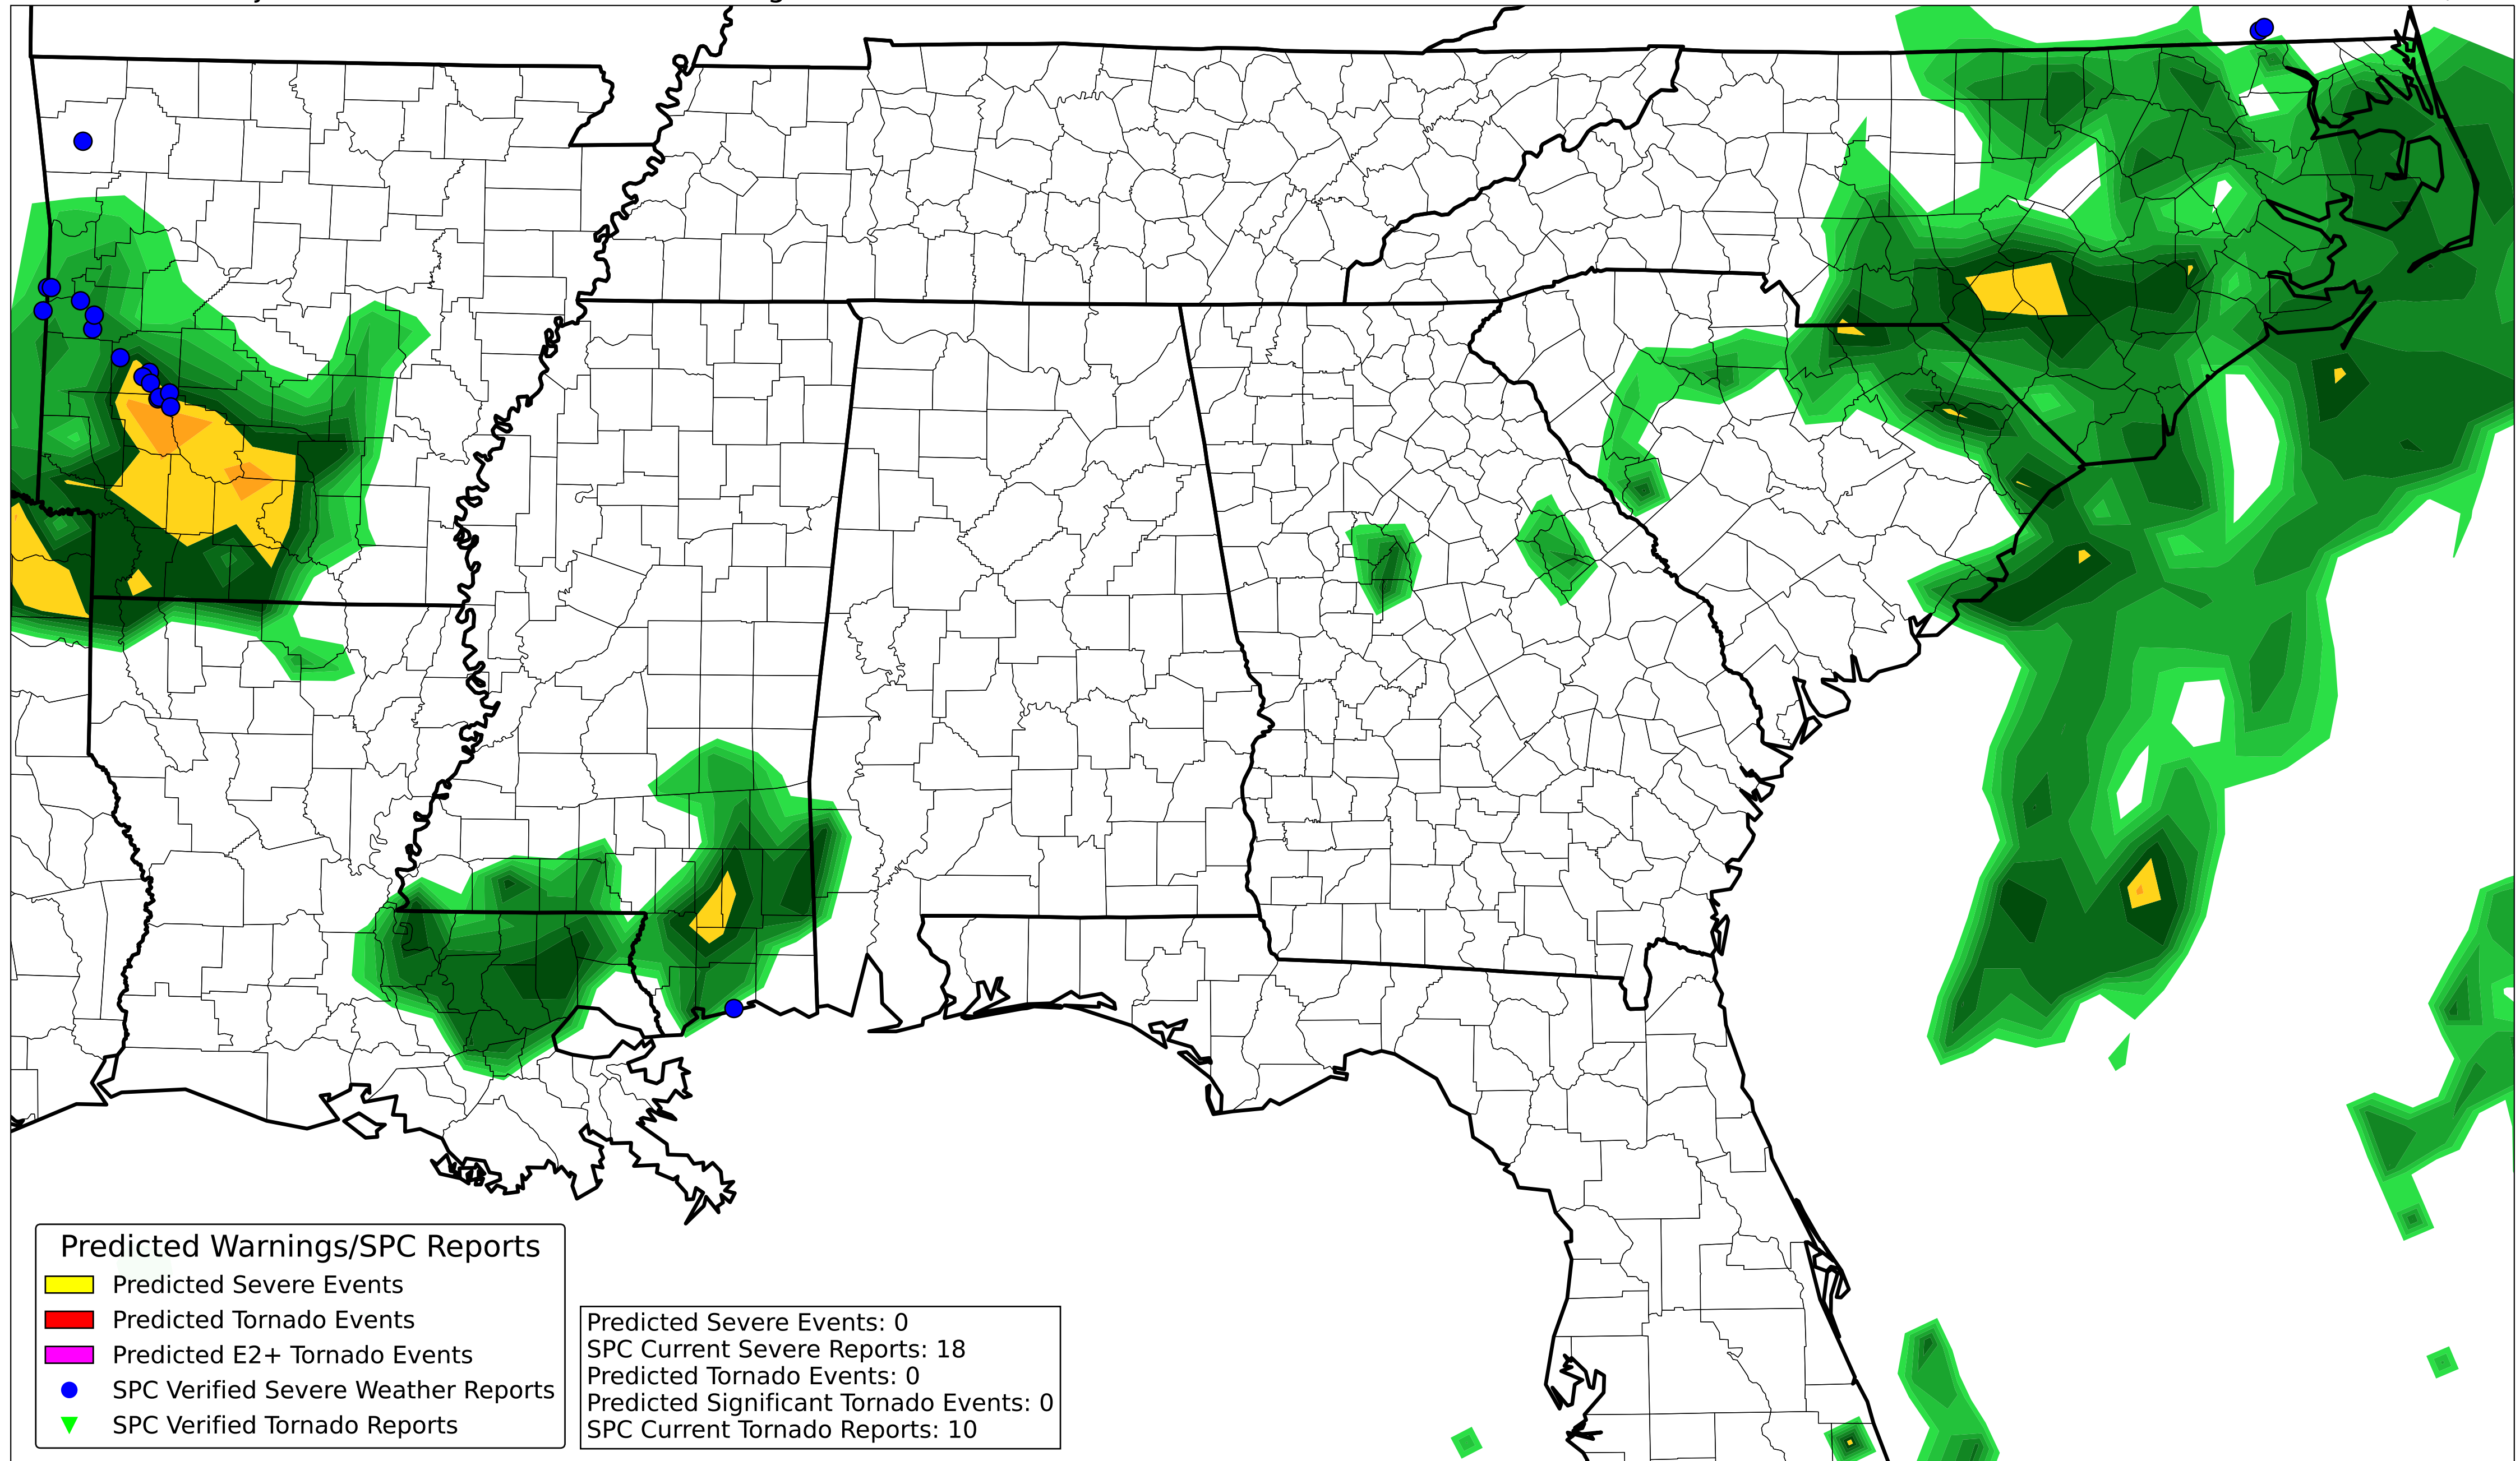 Predicted Warnings/SPC Reports
Predicted Severe Events
Predicted Tornado Events
Predicted E2+ Tornado Events
SPC Verified Severe Weather Reports
SPC Verified Tornado Reports
Predicted Severe Events: 0
SPC Current Severe Reports: 18
Predicted Tornado Events: 0
Predicted Significant Tornado Events: 0
SPC Current Tornado Reports: 10